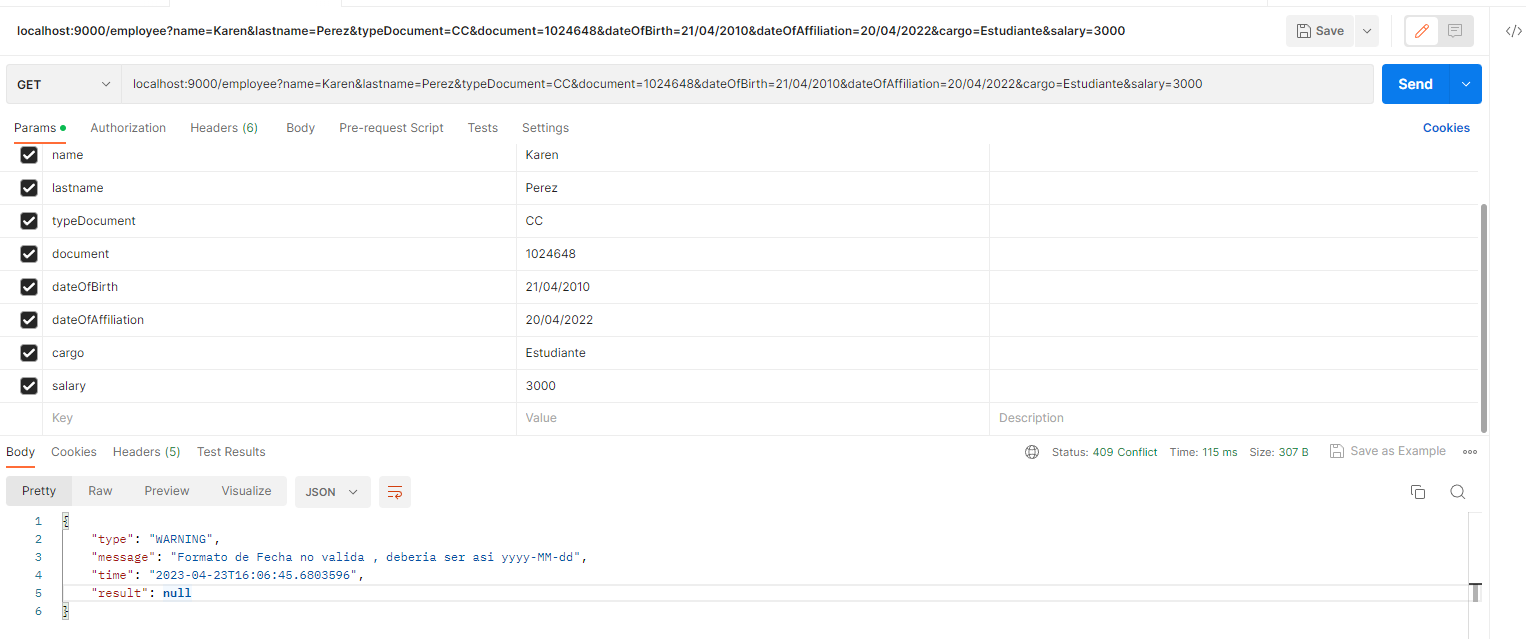 localhost:9000/employee?name=Karen&lastname=Perez&typeDocument=CC&document=1024648&dateOfBirth=21/04/2010&dateOfAffiliation=20/04/2022&cargo=Estudiante&salary=3000
Save
GET
localhost:9000/employee?name=Karen&lastname=Perez&typeDocument=CC&document=1024648&dateOfBirth=21/04/2010&dateOfAffiliation=20/04/2022&cargo=Estudiante&salary=3000
Send
Params Authorization Headers (6) Body Pre-request Script Tests Settings Cookies
name Karen
lastname Perez
typeDocument CC
document 1024648
dateOfBirth 21/04/2010
dateOfAffiliation 20/04/2022
cargo Estudiante
salary 3000
Key Value Description
Body Cookies Headers (5) Test Results Status: 409 Conflict Time: 115 ms Size: 307 B Save as Example
Pretty Raw Preview Visualize JSON
1 {
2 "type": "WARNING",
3 "message": "Formato de Fecha no valida , deberia ser asi yyyy-MM-dd",
4 "time": "2023-04-23T16:06:45.6803596",
5 "result": null
6 }